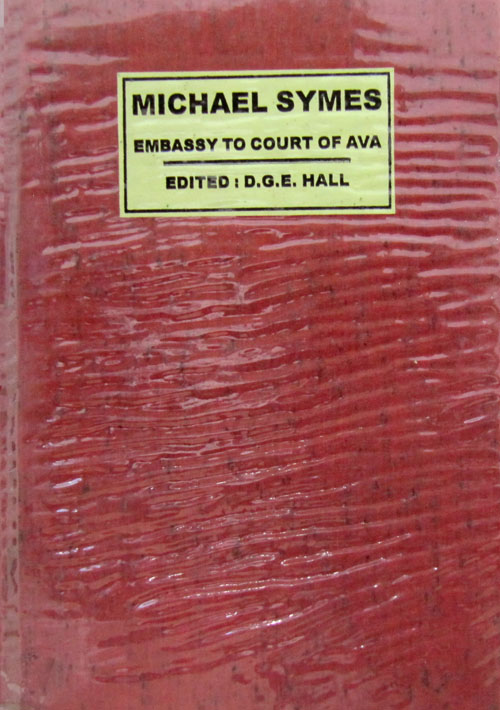 MICHAEL SYMES
EMBASSY TO COURT OF AVA
EDITED : D.G.E. HALL